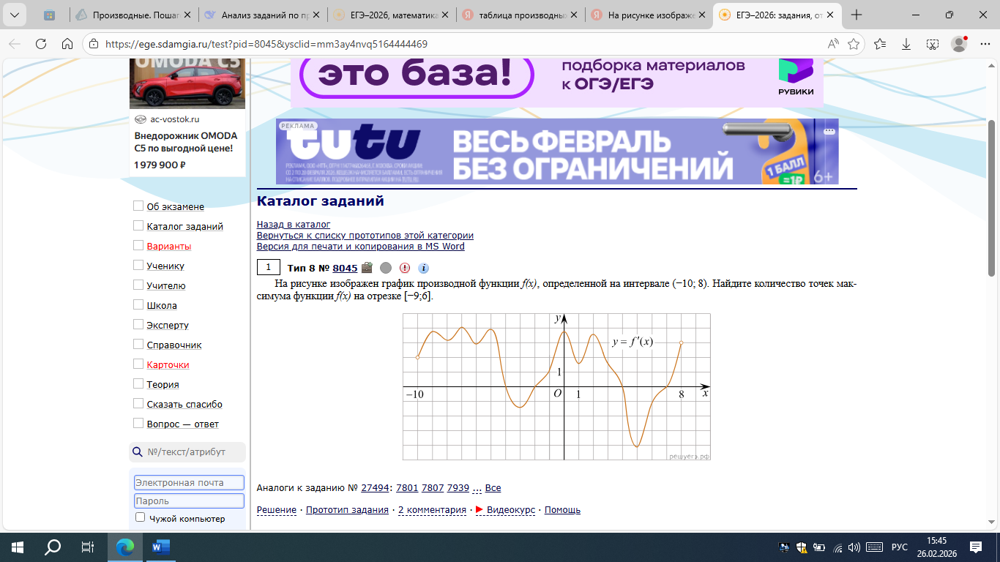 Производные. Пошаг
Анализ заданий по пр
ЕГЭ–2026, математика
таблица производных
На рисунке изображе
ЕГЭ–2026: задания, от
https://ege.sdamgia.ru/test?pid=8045&ysclid=mm3ay4nvq5164444469
OMODA C5
ac-vostok.ru
Внедорожник OMODA
C5 по выгодной цене!
1 979 900 ₽
это база!
подборка материалов
к ОГЭ/ЕГЭ
РУВИКИ
РЕКЛАМА
tutu
ВЕСЬ ФЕВРАЛЬ
БЕЗ ОГРАНИЧЕНИЙ
1 БАЛЛ
=1₽
6+
Об экзамене
Каталог заданий
Варианты
Ученику
Учителю
Школа
Эксперту
Справочник
Карточки
Теория
Сказать спасибо
Вопрос — ответ
№/текст/атрибут
Электронная почта
Пароль
Чужой компьютер
Каталог заданий
Назад в каталог
Вернуться к списку прототипов этой категории
Версия для печати и копирования в MS Word
1 Тип 8 № 8045 i
На рисунке изображен график производной функции f(x), определенной на интервале (−10; 8). Найдите количество точек мак-
симума функции f(x) на отрезке [−9;6].
y
y = f ′(x)
1
−10 O 1 8 x
решуегэ.рф
Аналоги к заданию № 27494: 7801 7807 7939 ... Все
Решение · Прототип задания · 2 комментария · Видеокурс · Помощь
РУС
15:45
26.02.2026